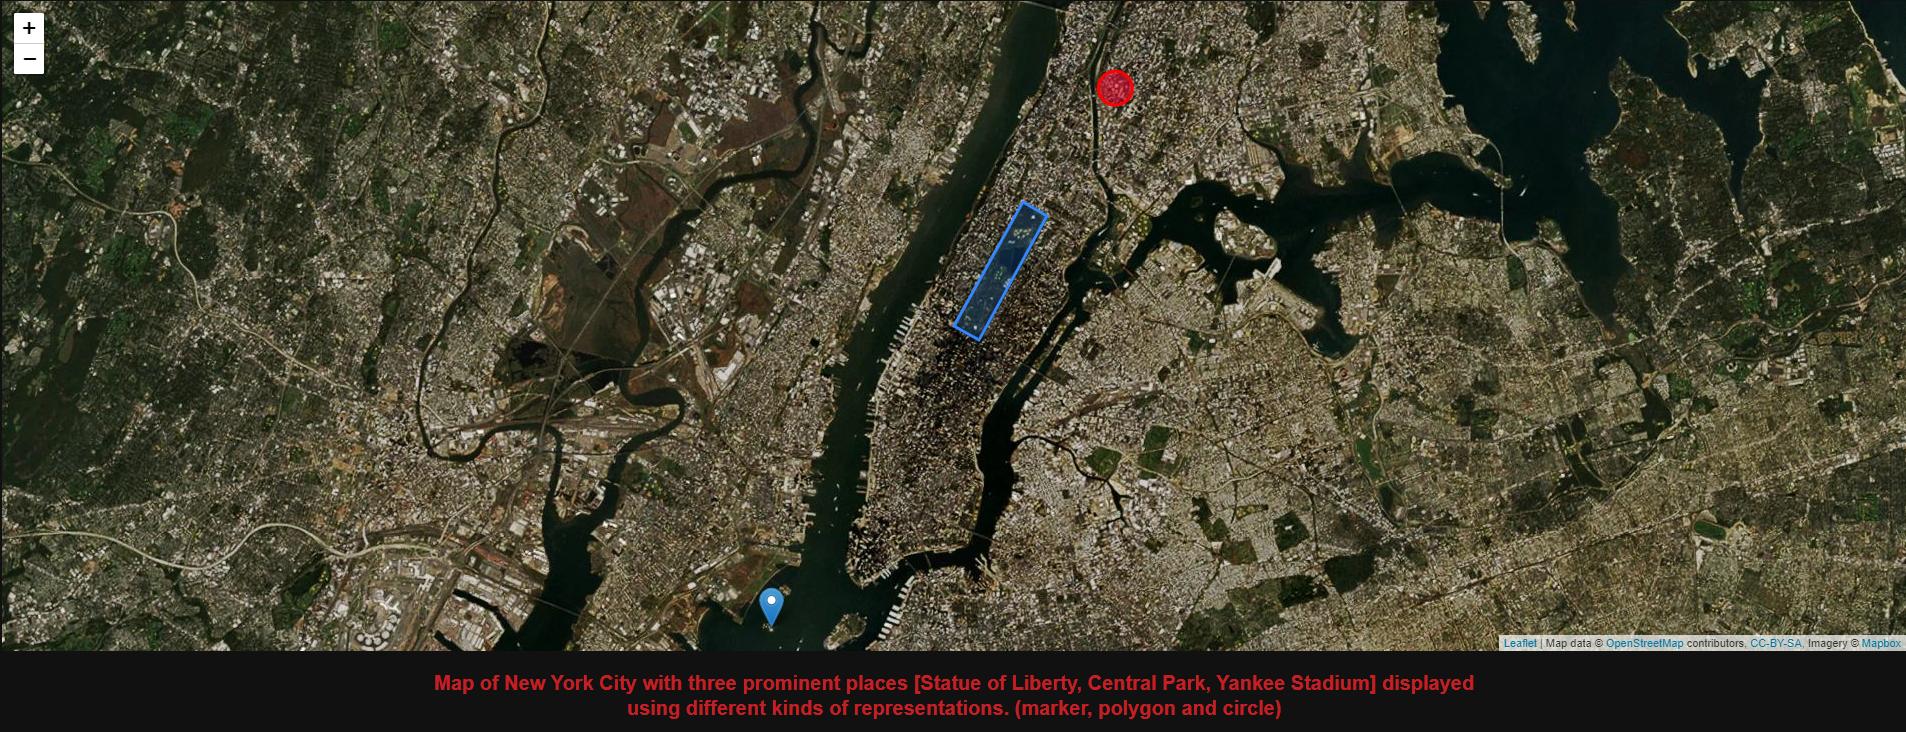 +
−
Leaflet | Map data © OpenStreetMap contributors, CC-BY-SA, Imagery © Mapbox
Map of New York City with three prominent places [Statue of Liberty, Central Park, Yankee Stadium] displayed
using different kinds of representations. (marker, polygon and circle)